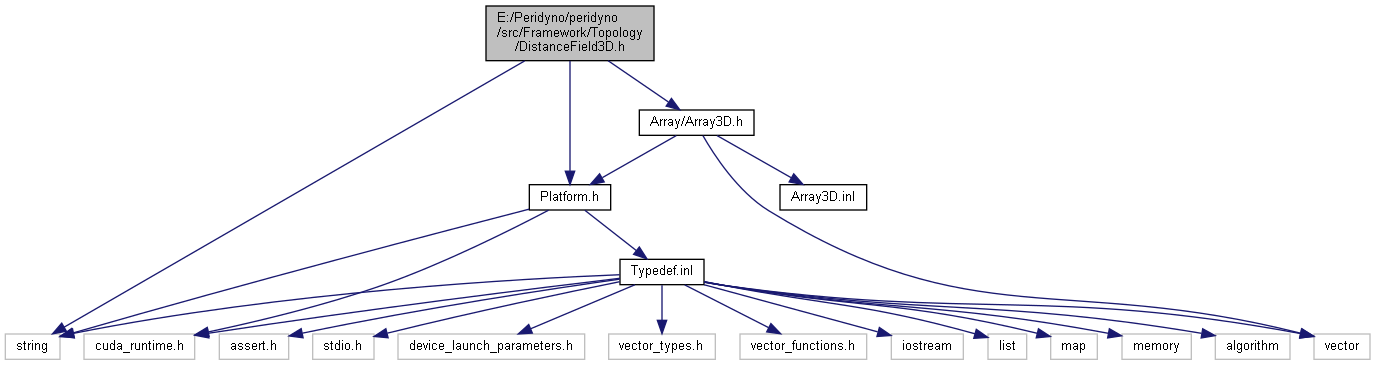 E:/Peridyno/peridyno
/src/Framework/Topology
/DistanceField3D.h
Array/Array3D.h
Platform.h
Array3D.inl
Typedef.inl
string
cuda_runtime.h
assert.h
stdio.h
device_launch_parameters.h
vector_types.h
vector_functions.h
iostream
list
map
memory
algorithm
vector